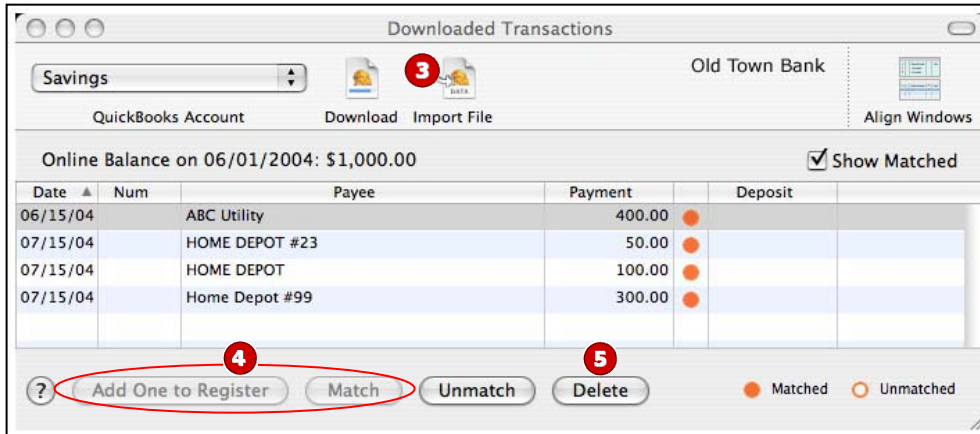 Downloaded Transactions
Savings
3
DATA
Old Town Bank
QuickBooks Account Download Import File Align Windows
Online Balance on 06/01/2004: $1,000.00 Show Matched
Date Num Payee Payment Deposit
06/15/04 ABC Utility 400.00
07/15/04 HOME DEPOT #23 50.00
07/15/04 HOME DEPOT 100.00
07/15/04 Home Depot #99 300.00
4 5
? Add One to Register Match Unmatch Delete Matched Unmatched